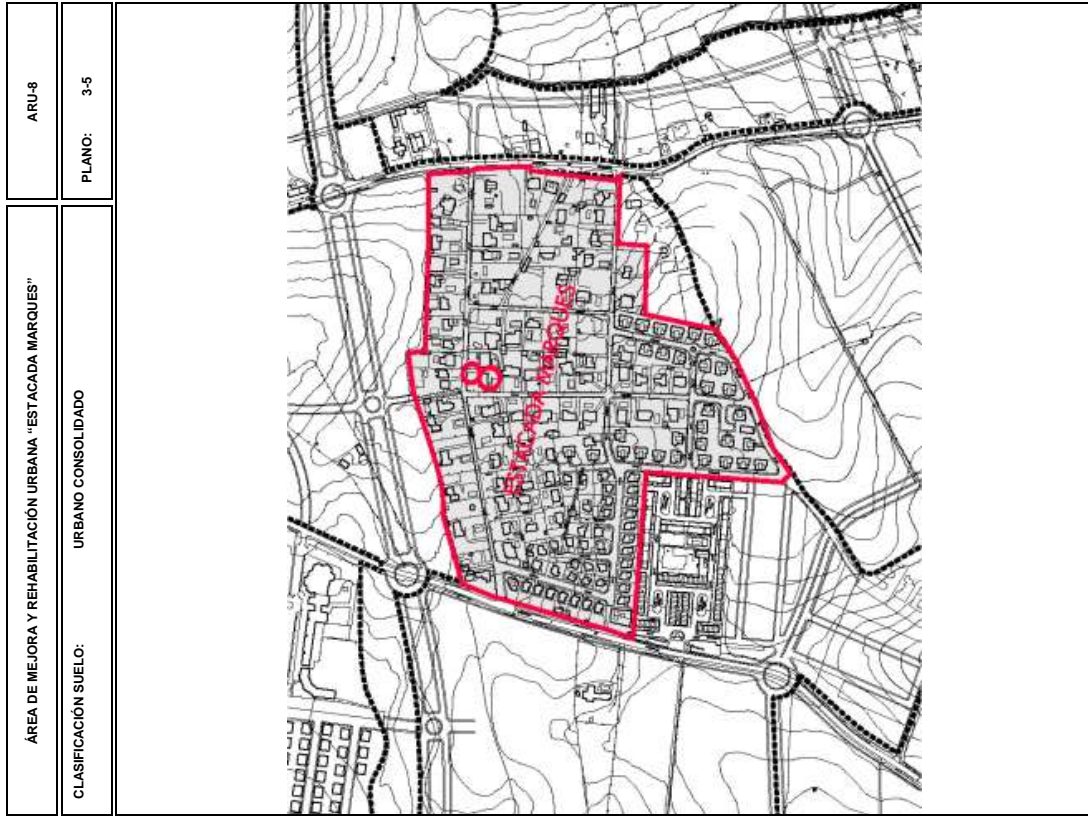 ÁREA DE MEJORA Y REHABILITACIÓN URBANA “ESTACADA MARQUES”
ARU-8
CLASIFICACIÓN SUELO: URBANO CONSOLIDADO
PLANO: 3-5
8
ESTACADA MARQUES